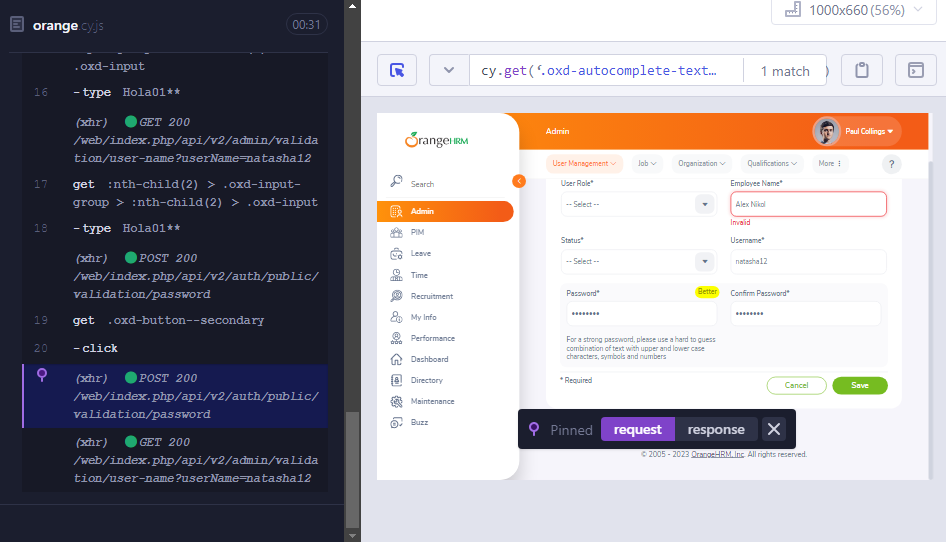 orange.cy.js
00:31
.oxd-input
16 -type Hola01**
(xhr) GET 200
/web/index.php/api/v2/admin/valida
tion/user-name?userName=natasha12
17 get :nth-child(2) > .oxd-input-
group > :nth-child(2) > .oxd-input
18 -type Hola01**
(xhr) POST 200
/web/index.php/api/v2/auth/public/
validation/password
19 get .oxd-button--secondary
20 -click
(xhr) POST 200
/web/index.php/api/v2/auth/public/
validation/password
(xhr) GET 200
/web/index.php/api/v2/admin/valida
tion/user-name?userName=natasha12
1000x660 (56%)
cy.get(‘.oxd-autocomplete-text… 1 match )
OrangeHRM
Search
Admin
PIM
Leave
Time
Recruitment
My Info
Performance
Dashboard
Directory
Maintenance
Buzz
Admin
Paul Collings
User Management Job Organization Qualifications More ?
User Role* Employee Name*
-- Select -- Alex Nikol
Invalid
Status* Username*
-- Select -- natasha12
Password* Better Confirm Password*
•••••••• ••••••••
For a strong password, please use a hard to guess
combination of text with upper and lower case
characters, symbols and numbers
* Required
Cancel Save
Pinned request response
© 2005 - 2023 OrangeHRM, Inc. All rights reserved.